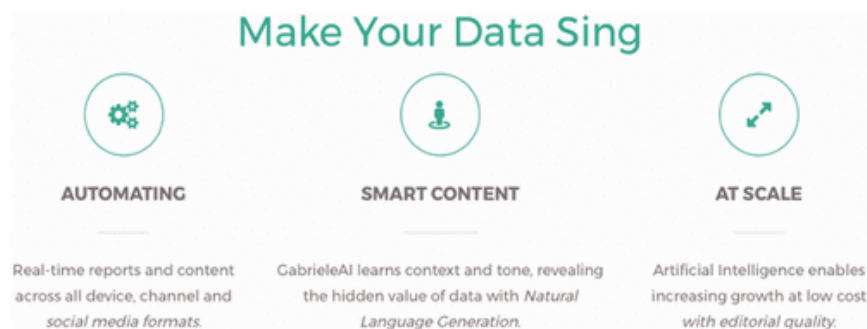 Make Your Data Sing
AUTOMATING
Real-time reports and content
across all device, channel and
social media formats.
SMART CONTENT
GabrieleAI learns context and tone, revealing
the hidden value of data with Natural
Language Generation.
AT SCALE
Artificial Intelligence enables
increasing growth at low cost
with editorial quality.